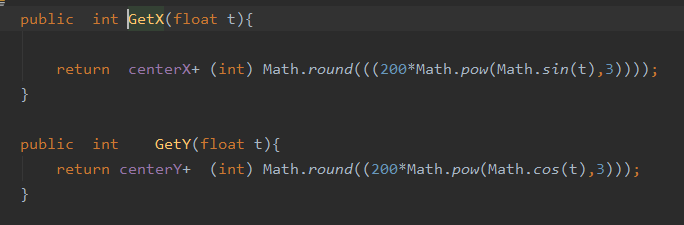 public  int GetX(float t){
return  centerX+ (int) Math.round(((200*Math.pow(Math.sin(t),3))));
}
public  int    GetY(float t){
return centerY+  (int) Math.round((200*Math.pow(Math.cos(t),3)));
}